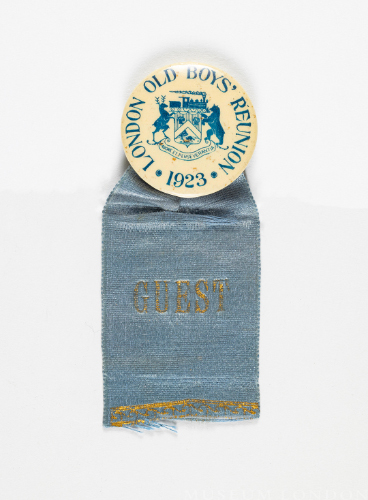 LONDON OLD BOYS' REUNION
• 1923 •
GUEST